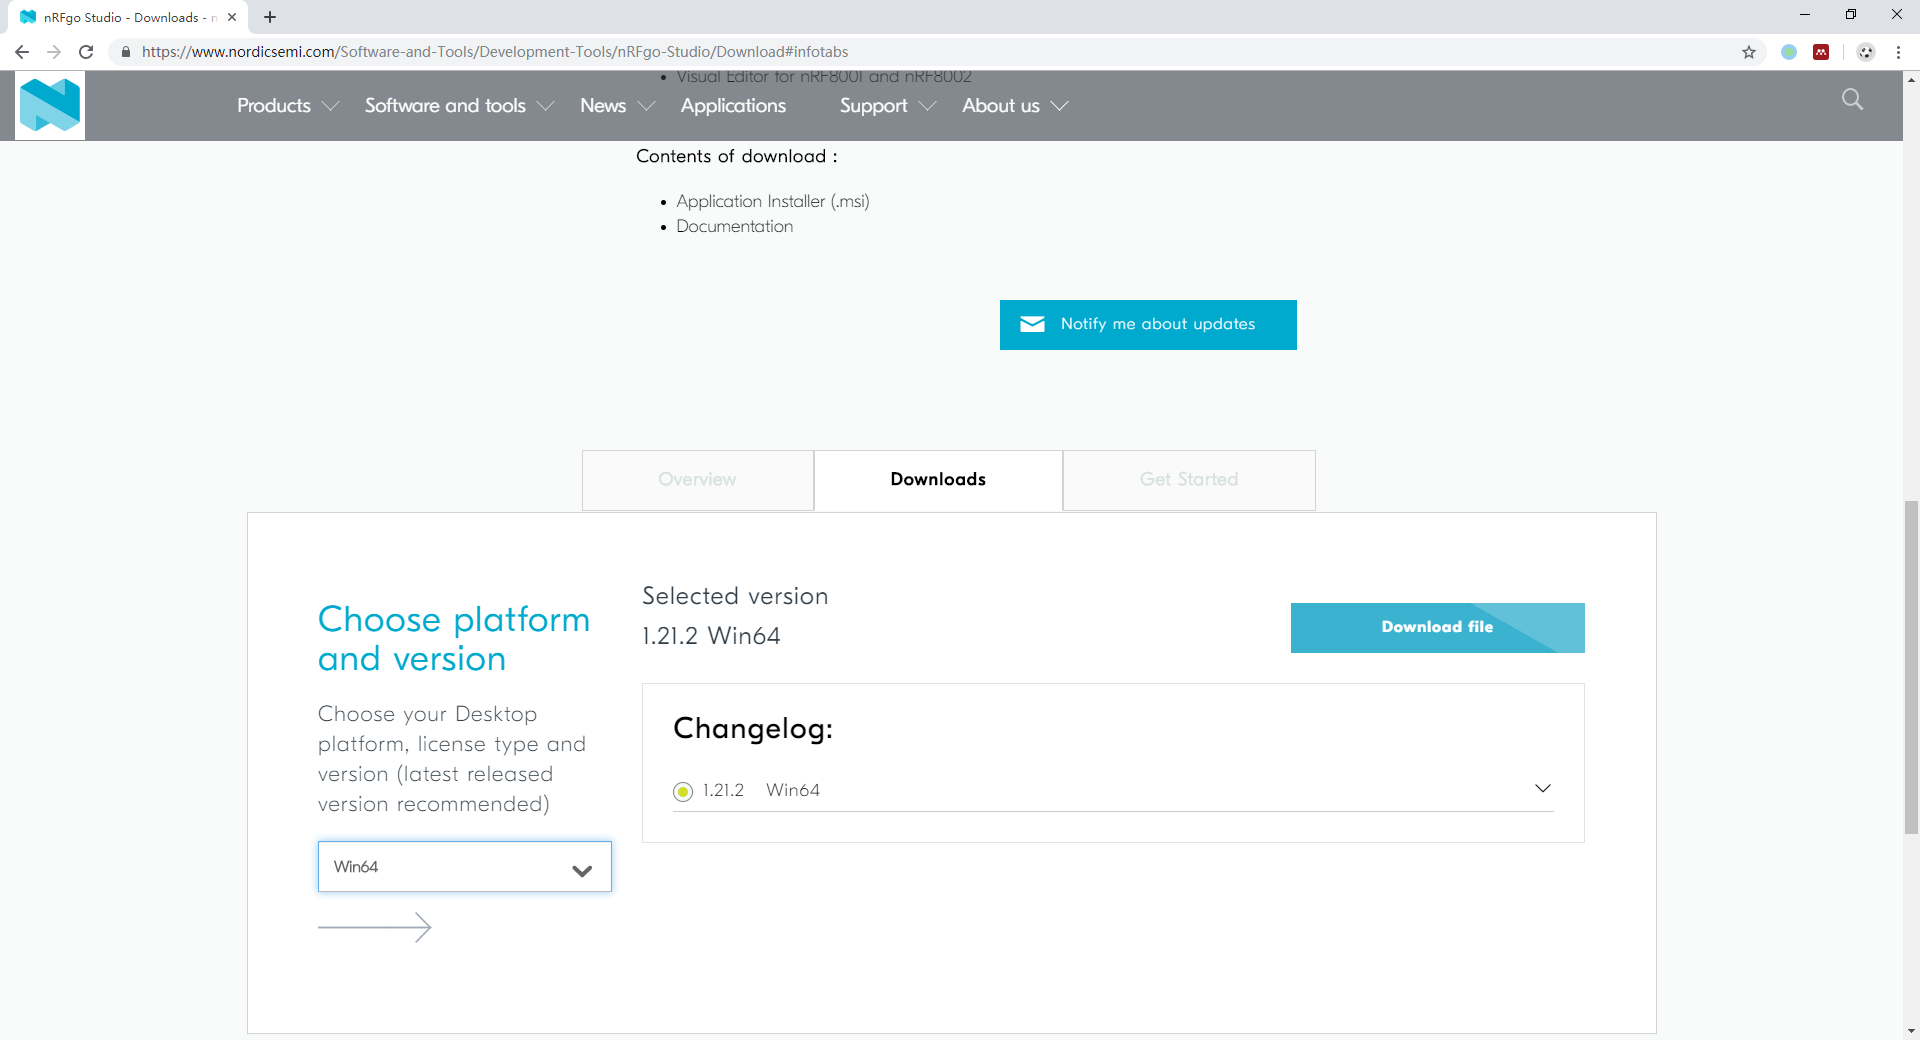 nRFgo Studio - Downloads - n
https://www.nordicsemi.com/Software-and-Tools/Development-Tools/nRFgo-Studio/Download#infotabs
Visual Editor for nRF8001 and nRF8002
Products
Software and tools
News
Applications
Support
About us
Contents of download :
Application Installer (.msi)
Documentation
Notify me about updates
Overview
Downloads
Get Started
Choose platform
and version
Choose your Desktop
platform, license type and
version (latest released
version recommended)
Win64
Selected version
1.21.2 Win64
Download file
Changelog:
1.21.2 Win64